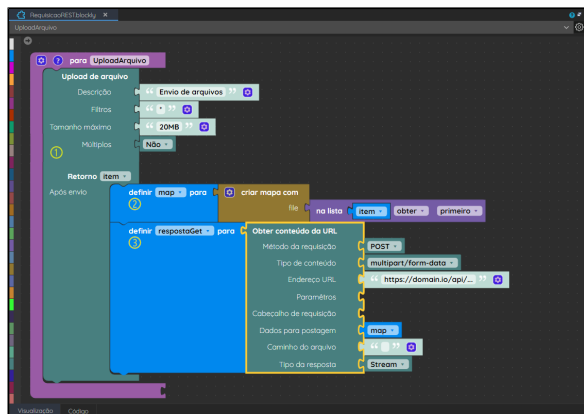 RequisicaoRESTblockly ×
UploadArquivo
para UploadArquivo
Upload de arquivo
Descrição “ Envio de arquivos ”
Filtros “ * ”
Tamanho máximo “ 20MB ”
① Múltiplos Não
Retorno item
Após envio definir map para criar mapa com
② file na lista item obter primeiro
definir respostaGet para Obter conteúdo da URL
③ Método da requisição POST
Tipo de conteúdo multipart/form-data
Endereço URL “ https://domain.io/api/... ”
Paramêtros
Cabeçalho de requisição
Dados para postagem map
Caminho do arquivo “ ”
Tipo da resposta Stream
Visualização Código